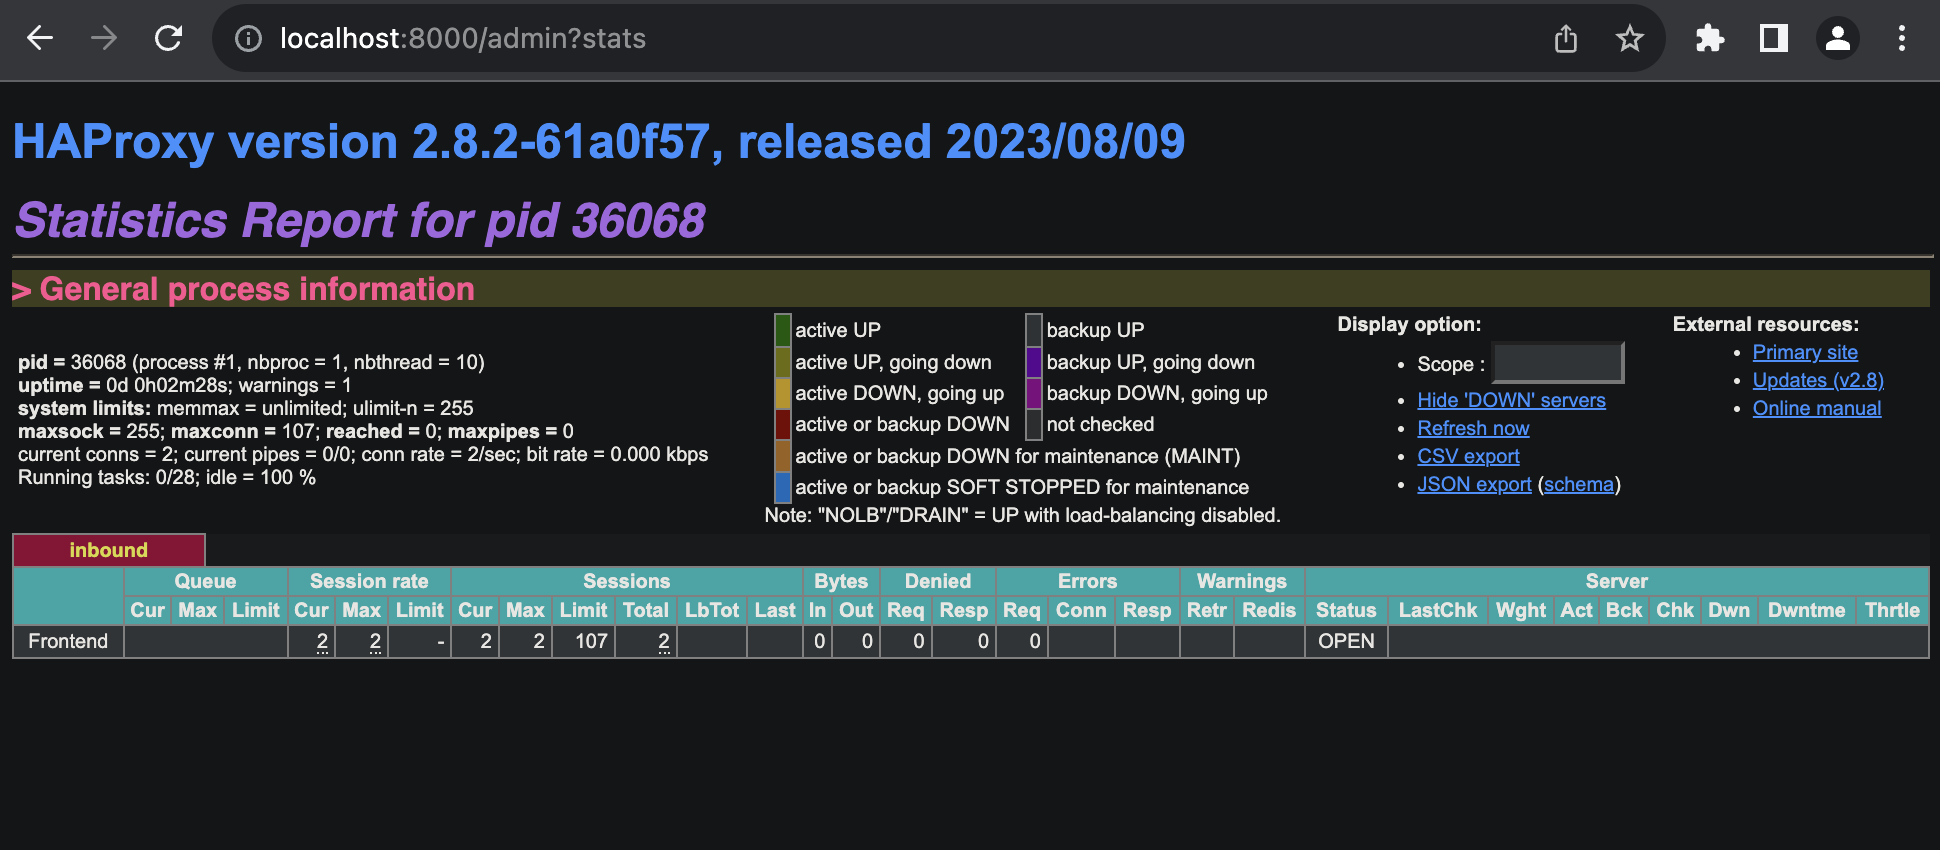 localhost:8000/admin?stats
HAProxy version 2.8.2-61a0f57, released 2023/08/09
Statistics Report for pid 36068
> General process information
pid = 36068 (process #1, nbproc = 1, nbthread = 10)
uptime = 0d 0h02m28s; warnings = 1
system limits: memmax = unlimited; ulimit-n = 255
maxsock = 255; maxconn = 107; reached = 0; maxpipes = 0
current conns = 2; current pipes = 0/0; conn rate = 2/sec; bit rate = 0.000 kbps
Running tasks: 0/28; idle = 100 %
active UP backup UP
active UP, going down backup UP, going down
active DOWN, going up backup DOWN, going up
active or backup DOWN not checked
active or backup DOWN for maintenance (MAINT)
active or backup SOFT STOPPED for maintenance
Note: "NOLB"/"DRAIN" = UP with load-balancing disabled.
Display option:
• Scope :
• Hide 'DOWN' servers
• Refresh now
• CSV export
• JSON export (schema)
External resources:
• Primary site
• Updates (v2.8)
• Online manual
inbound
Queue Session rate Sessions Bytes Denied Errors Warnings Server
Cur Max Limit Cur Max Limit Cur Max Limit Total LbTot Last In Out Req Resp Req Conn Resp Retr Redis Status LastChk Wght Act Bck Chk Dwn Dwntme Thrtle
Frontend 2 2 - 2 2 107 2 0 0 0 0 0 OPEN